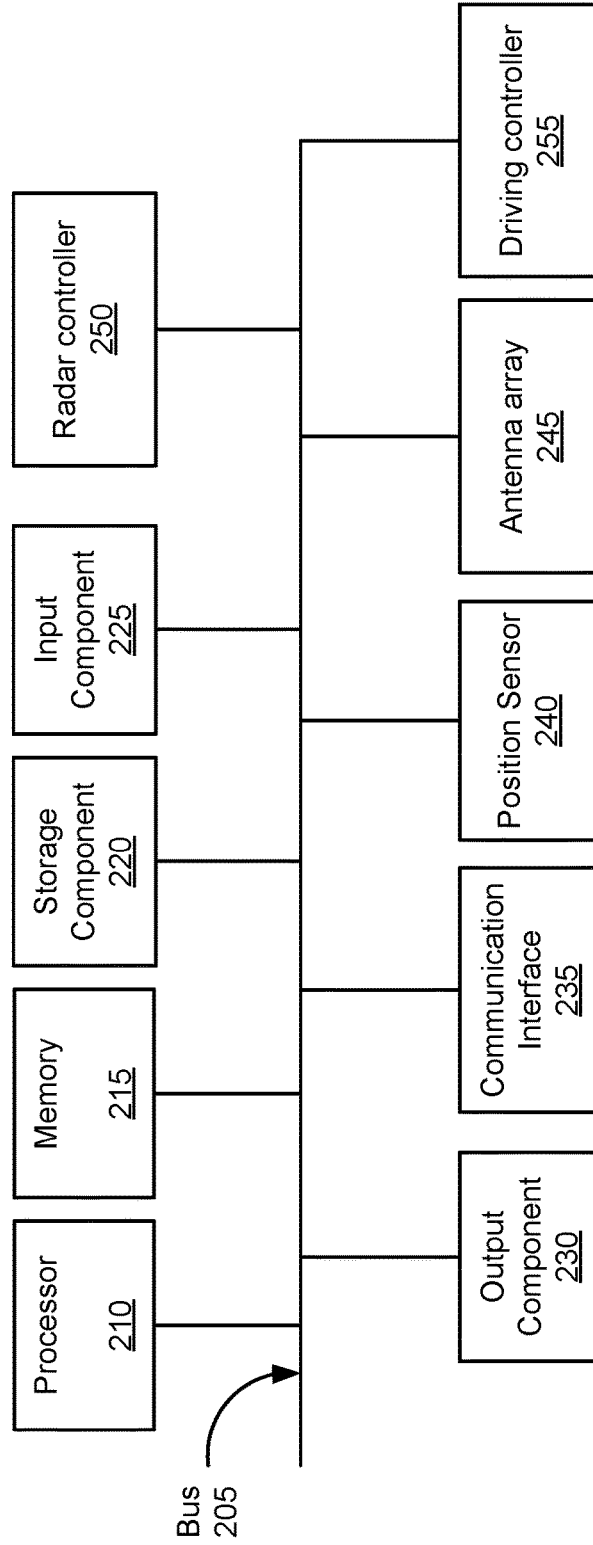 Processor
210
Memory
215
Storage
Component
220
Input
Component
225
Radar controller
250
Bus
205
Output
Component
230
Communication
Interface
235
Position Sensor
240
Antenna array
245
Driving controller
255